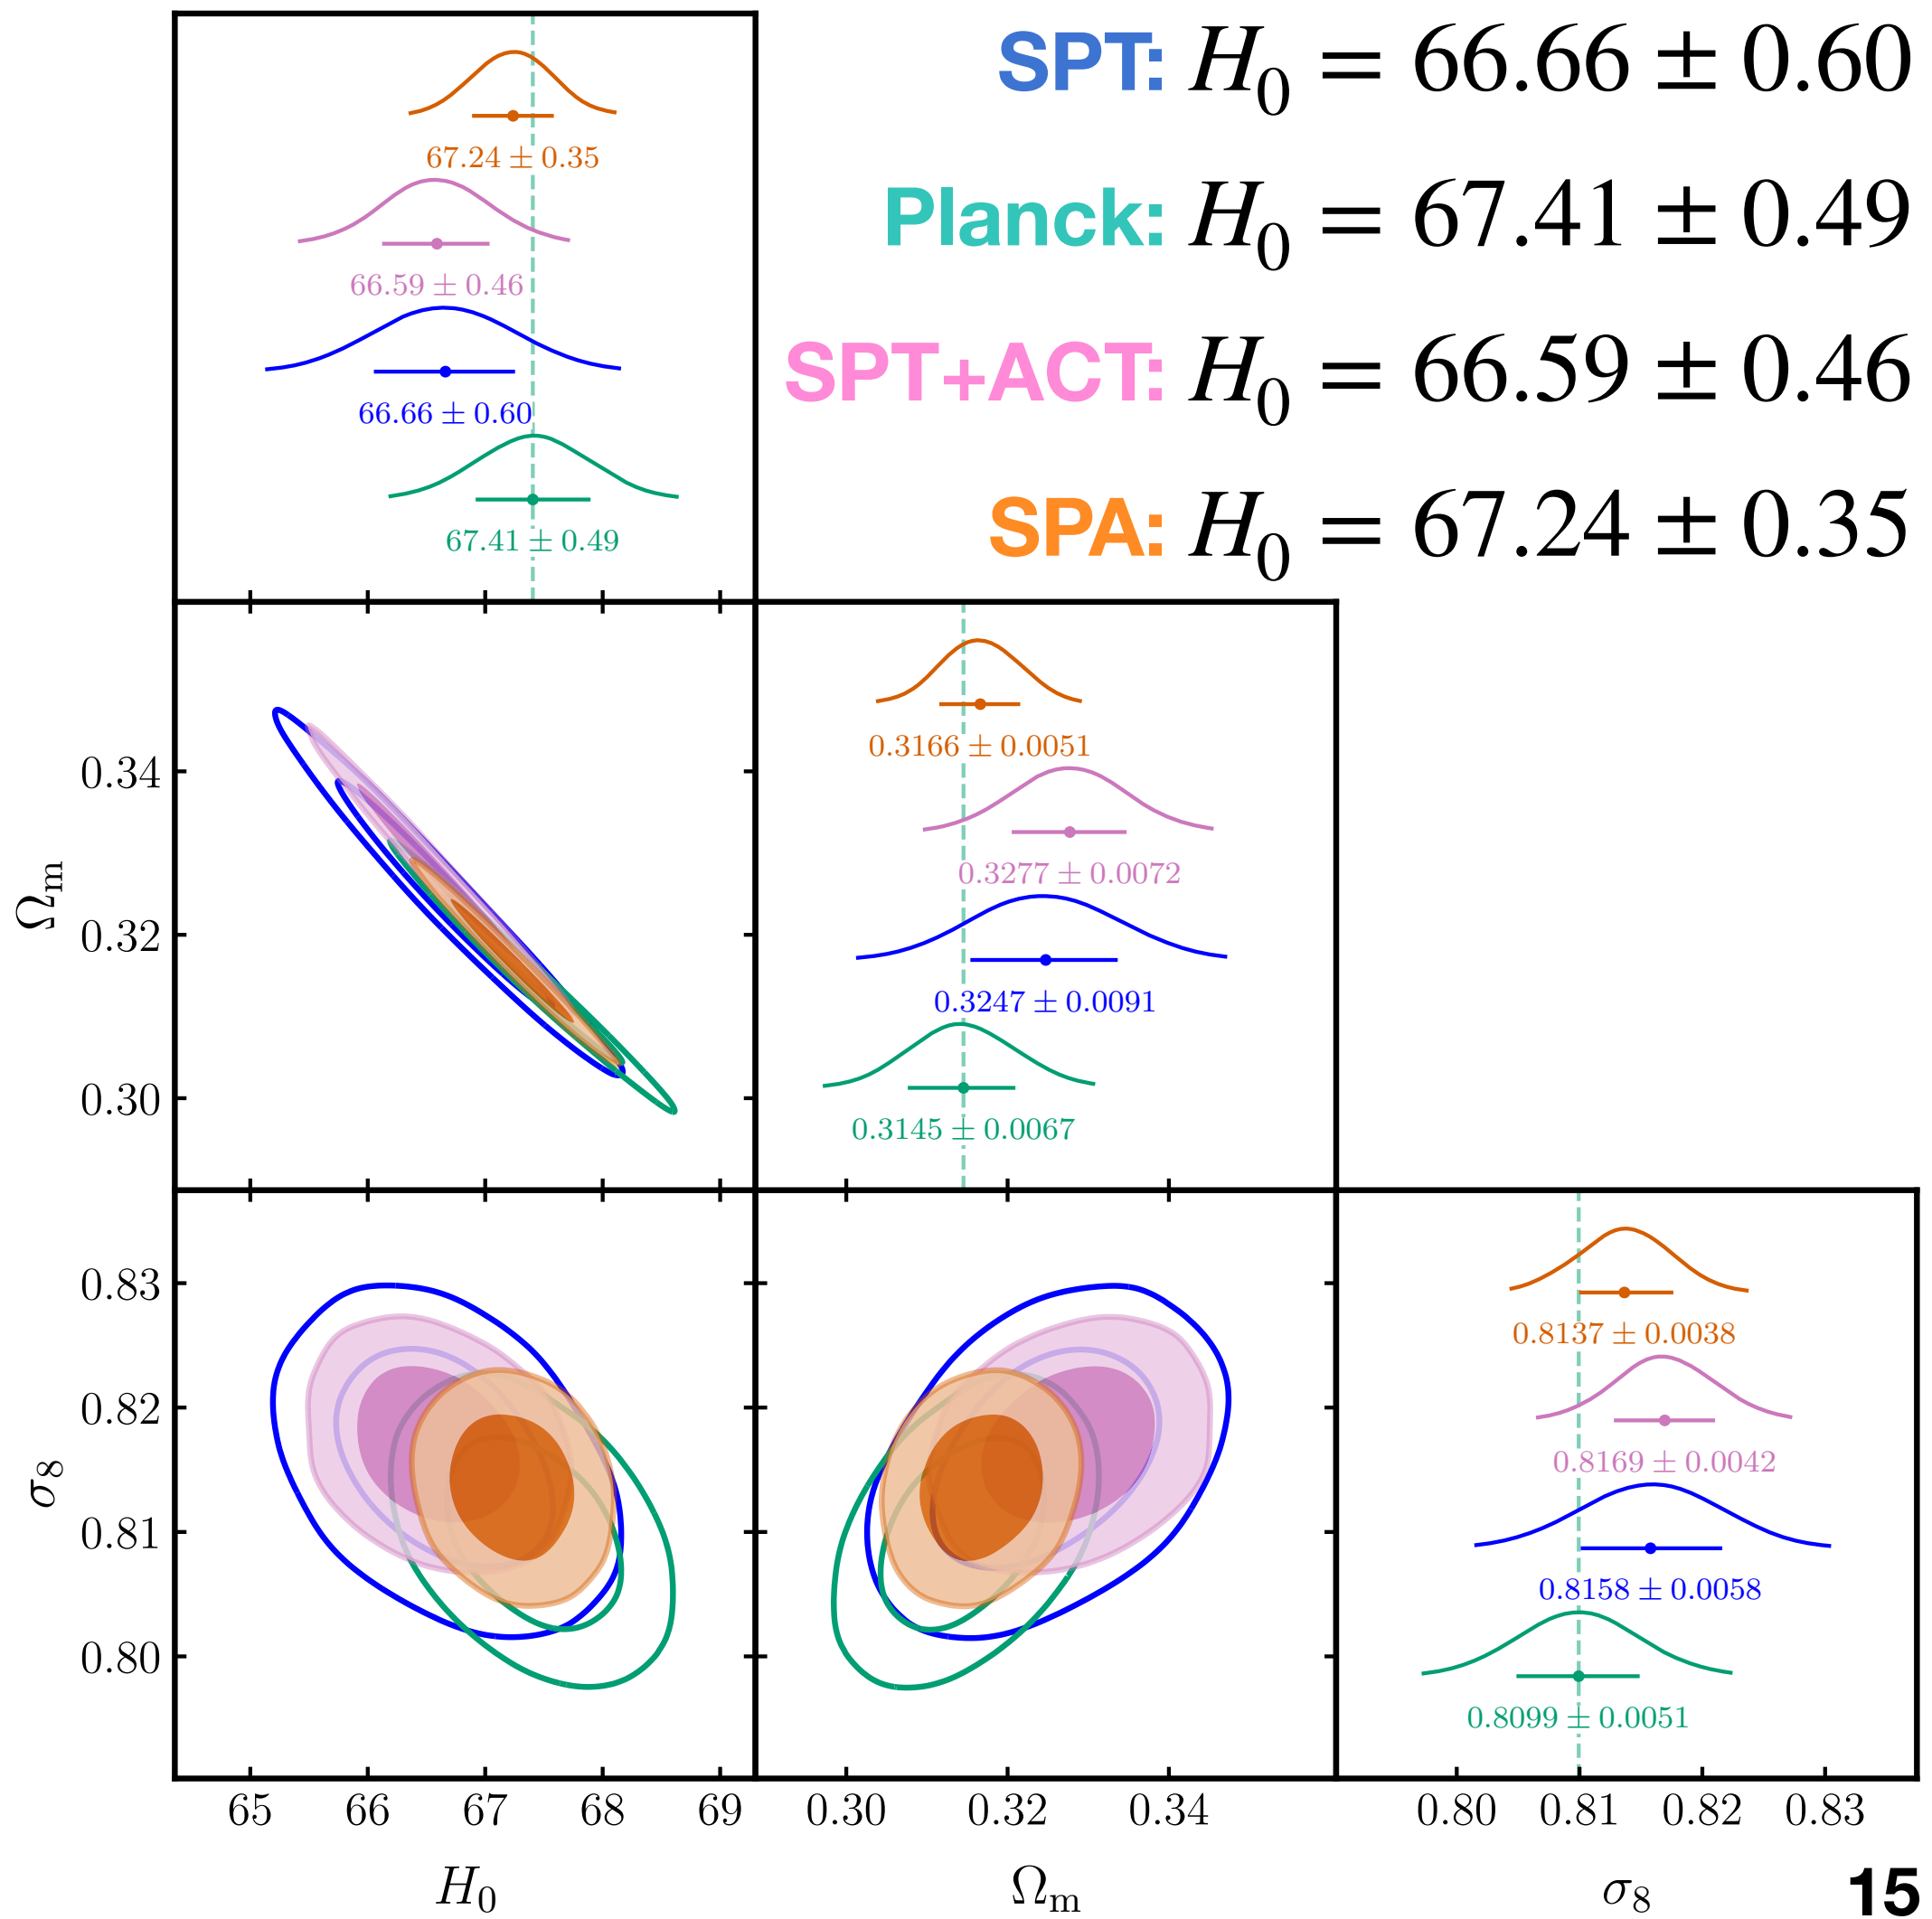 SPT: H₀ = 66.66 ± 0.60
Planck: H₀ = 67.41 ± 0.49
SPT+ACT: H₀ = 66.59 ± 0.46
SPA: H₀ = 67.24 ± 0.35
67.24 ± 0.35
66.59 ± 0.46
66.66 ± 0.60
67.41 ± 0.49
Ωₘ
0.34
0.32
0.30
0.3166 ± 0.0051
0.3277 ± 0.0072
0.3247 ± 0.0091
0.3145 ± 0.0067
σ₈
0.83
0.82
0.81
0.80
0.8137 ± 0.0038
0.8169 ± 0.0042
0.8158 ± 0.0058
0.8099 ± 0.0051
65 66 67 68 69 0.30 0.32 0.34 0.80 0.81 0.82 0.83
H₀ Ωₘ σ₈ 15